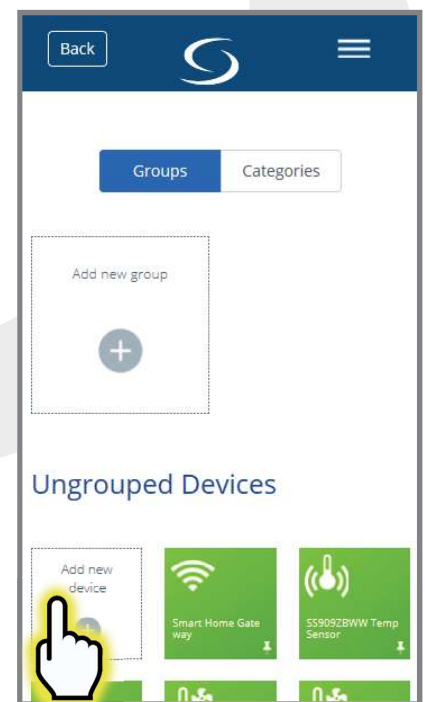 Back
Groups
Categories
Add new group
Ungrouped Devices
Add new
device
Smart Home Gate
way
SS909ZBWW Temp
Sensor